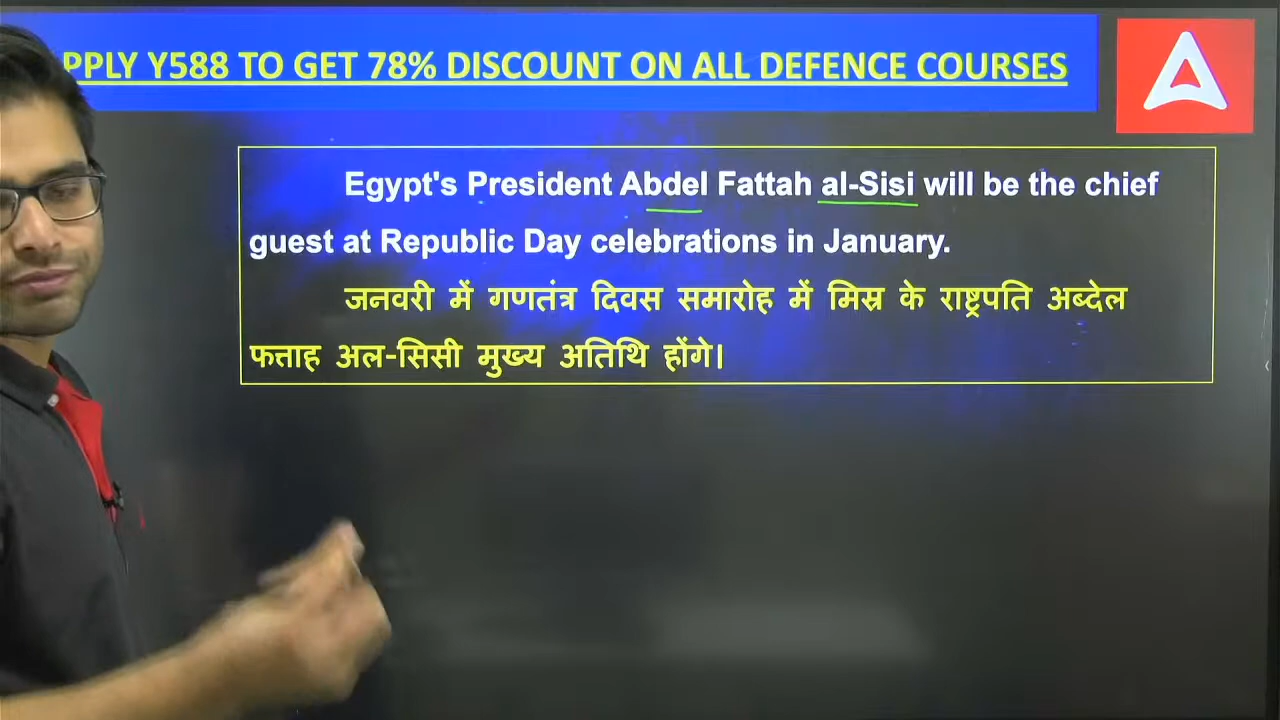 PPLY Y588 TO GET 78% DISCOUNT ON ALL DEFENCE COURSES
Egypt's President Abdel Fattah al-Sisi will be the chief
guest at Republic Day celebrations in January.
जनवरी में गणतंत्र दिवस समारोह में मिस्र के राष्ट्रपति अब्देल
फत्ताह अल-सिसी मुख्य अतिथि होंगे।